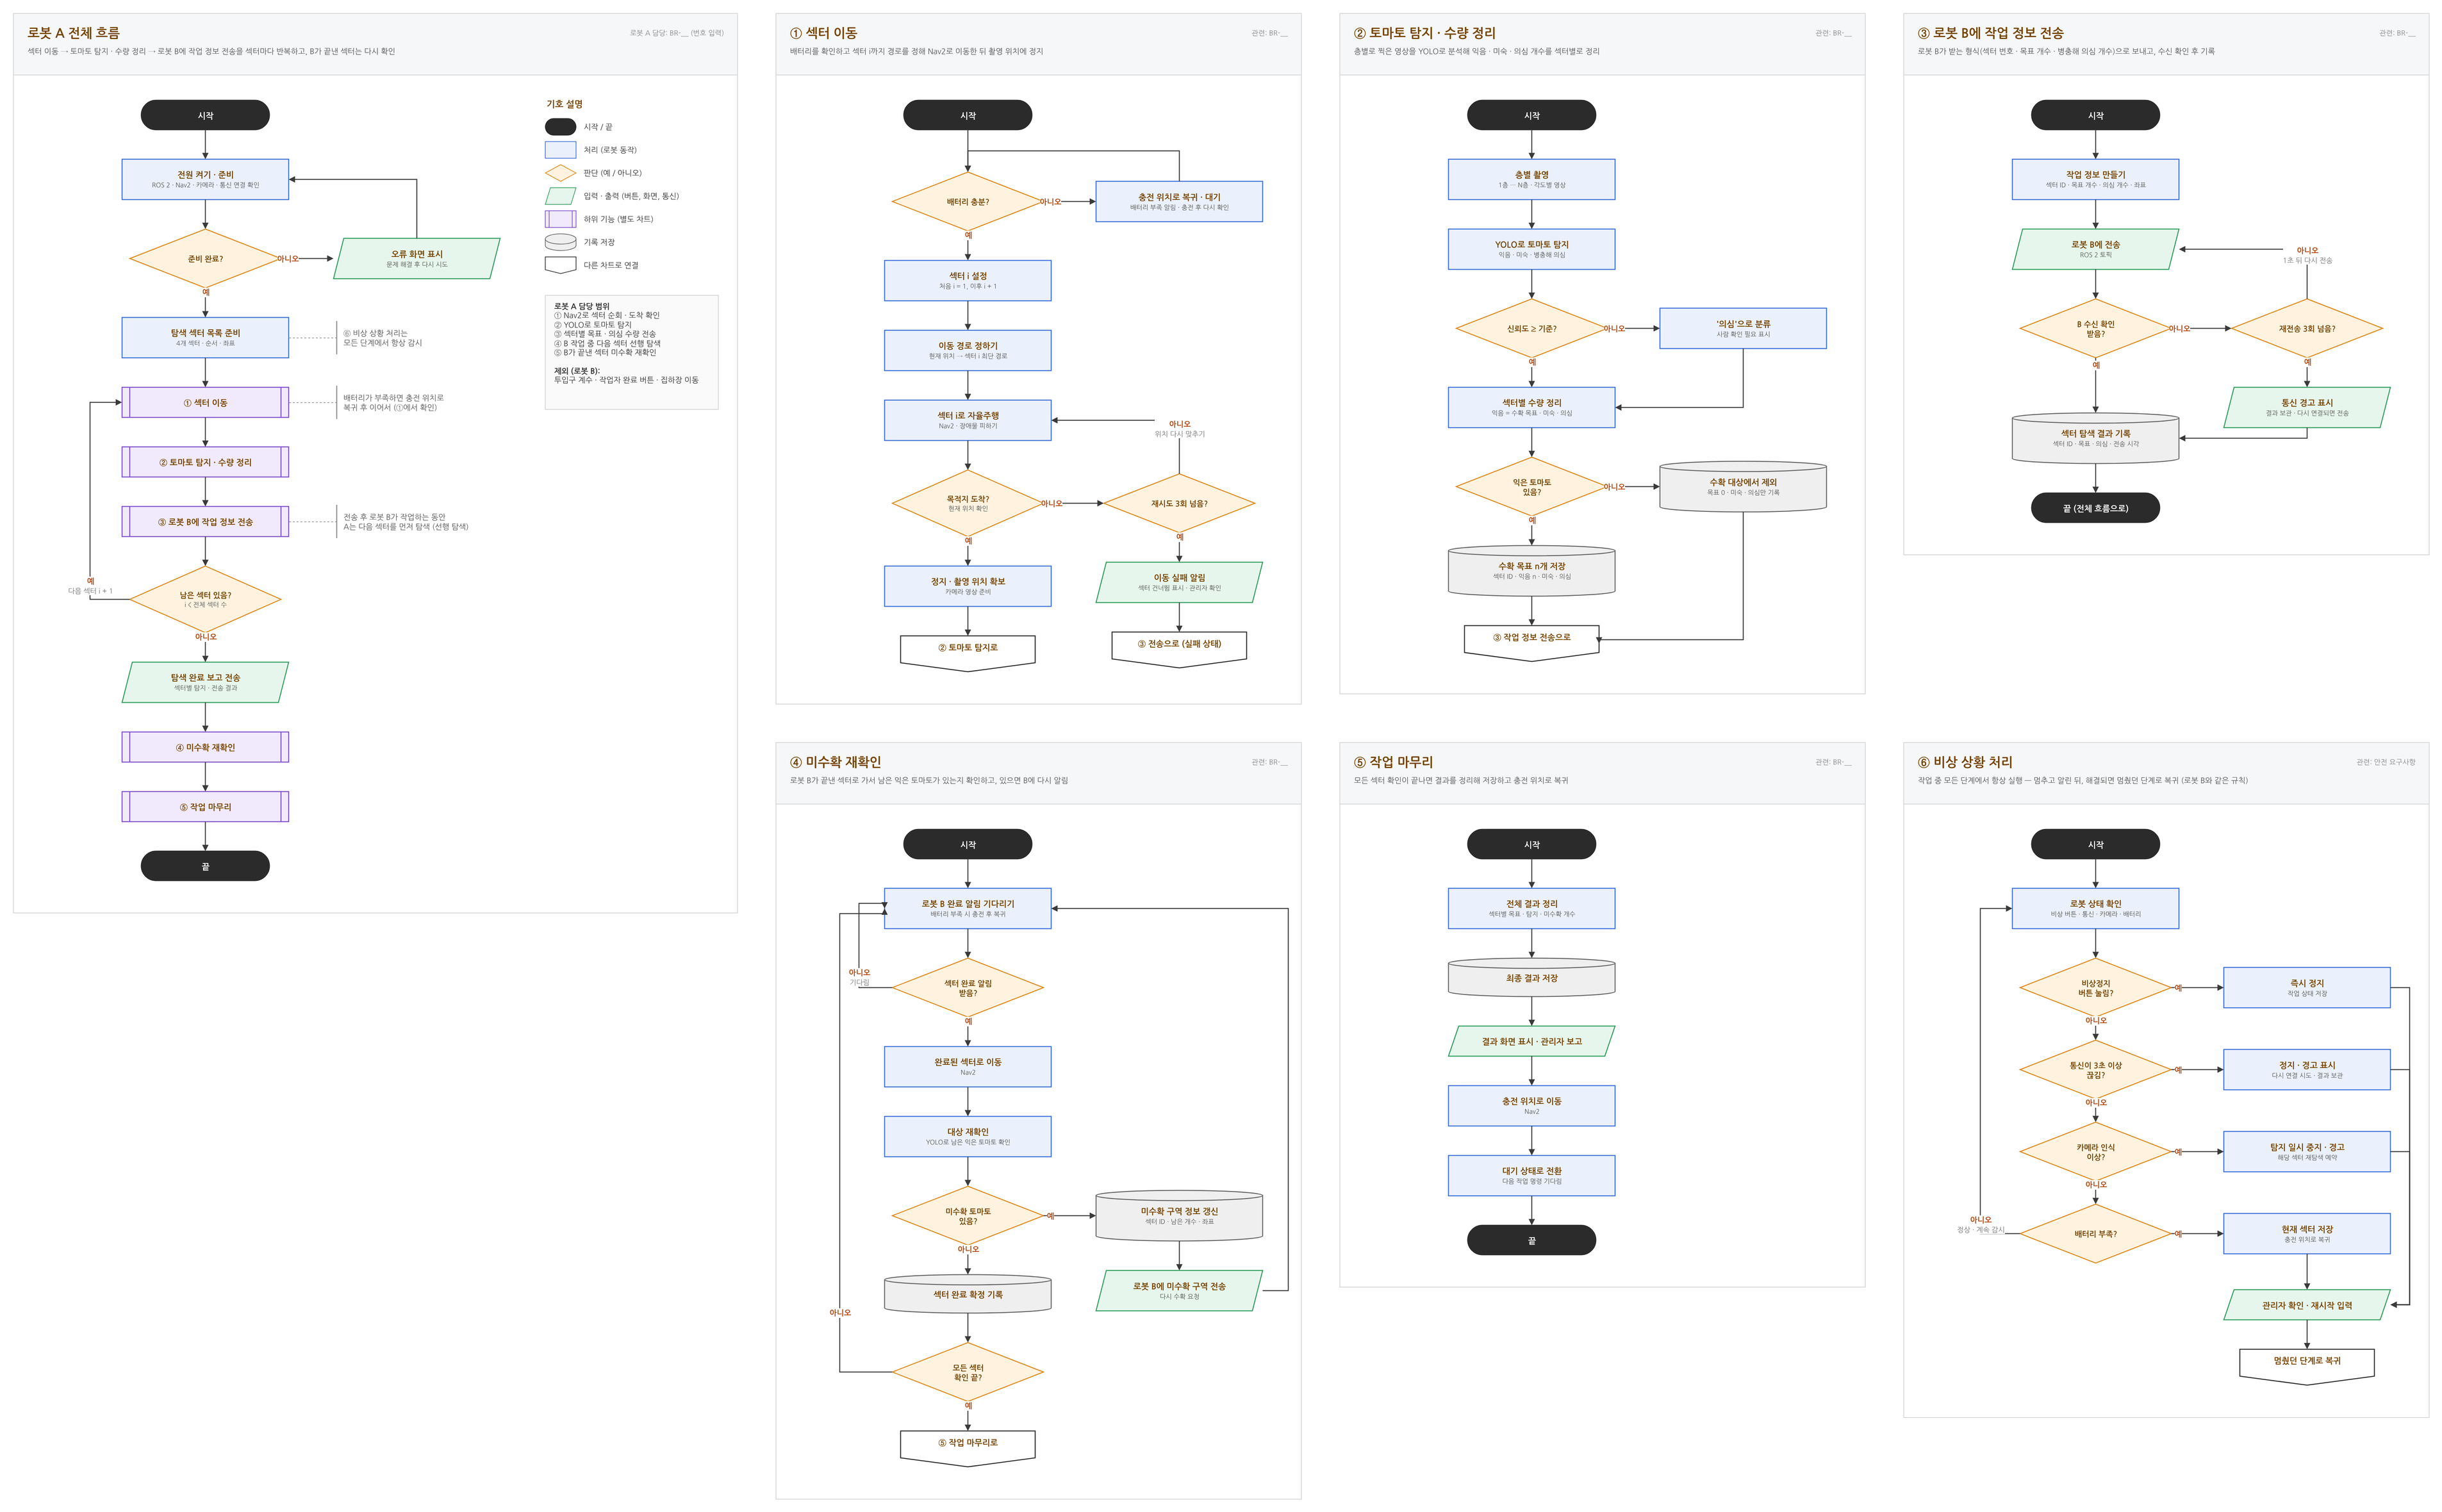 로봇 A 전체 흐름
로봇 A 담당: BR-__ (번호 입력)
섹터 이동 → 토마토 탐지 · 수량 정리 → 로봇 B에 작업 정보 전송을 섹터마다 반복하고, B가 끝낸 섹터는 다시 확인
시작
전원 켜기 · 준비
ROS 2 · Nav2 · 카메라 · 통신 연결 확인
준비 완료?
아니오
오류 화면 표시
문제 해결 후 다시 시도
예
탐색 섹터 목록 준비
4개 섹터 · 순서 · 좌표
⑥ 비상 상황 처리는
모든 단계에서 항상 감시
① 섹터 이동
배터리가 부족하면 충전 위치로
복귀 후 이어서 (①에서 확인)
② 토마토 탐지 · 수량 정리
③ 로봇 B에 작업 정보 전송
전송 후 로봇 B가 작업하는 동안
A는 다음 섹터를 먼저 탐색 (선행 탐색)
예
다음 섹터 i + 1
남은 섹터 있음?
i < 전체 섹터 수
아니오
탐색 완료 보고 전송
섹터별 탐지 · 전송 결과
④ 미수확 재확인
⑤ 작업 마무리
끝
기호 설명
시작 / 끝
처리 (로봇 동작)
판단 (예 / 아니오)
입력 · 출력 (버튼, 화면, 통신)
하위 기능 (별도 차트)
기록 저장
다른 차트로 연결
로봇 A 담당 범위
① Nav2로 섹터 순회 · 도착 확인
② YOLO로 토마토 탐지
③ 섹터별 목표 · 의심 수량 전송
④ B 작업 중 다음 섹터 선행 탐색
⑤ B가 끝낸 섹터 미수확 재확인
제외 (로봇 B):
투입구 계수 · 작업자 완료 버튼 · 집하장 이동
① 섹터 이동
관련: BR-__
배터리를 확인하고 섹터 i까지 경로를 정해 Nav2로 이동한 뒤 촬영 위치에 정지
시작
배터리 충분?
아니오
충전 위치로 복귀 · 대기
배터리 부족 알림 · 충전 후 다시 확인
예
섹터 i 설정
처음 i = 1, 이후 i + 1
이동 경로 정하기
현재 위치 → 섹터 i 최단 경로
섹터 i로 자율주행
Nav2 · 장애물 피하기
아니오
위치 다시 맞추기
목적지 도착?
현재 위치 확인
아니오
재시도 3회 넘음?
예
예
정지 · 촬영 위치 확보
카메라 영상 준비
이동 실패 알림
섹터 건너뜀 표시 · 관리자 확인
② 토마토 탐지로
③ 전송으로 (실패 상태)
② 토마토 탐지 · 수량 정리
관련: BR-__
층별로 찍은 영상을 YOLO로 분석해 익음 · 미숙 · 의심 개수를 섹터별로 정리
시작
층별 촬영
1층 ··· N층 · 각도별 영상
YOLO로 토마토 탐지
익음 · 미숙 · 병충해 의심
신뢰도 ≥ 기준?
아니오
'의심'으로 분류
사람 확인 필요 표시
예
섹터별 수량 정리
익음 = 수확 목표 · 미숙 · 의심
익은 토마토
있음?
아니오
수확 대상에서 제외
목표 0 · 미숙 · 의심만 기록
예
수확 목표 n개 저장
섹터 ID · 익음 n · 미숙 · 의심
③ 작업 정보 전송으로
③ 로봇 B에 작업 정보 전송
관련: BR-__
로봇 B가 받는 형식(섹터 번호 · 목표 개수 · 병충해 의심 개수)으로 보내고, 수신 확인 후 기록
시작
작업 정보 만들기
섹터 ID · 목표 개수 · 의심 개수 · 좌표
로봇 B에 전송
ROS 2 토픽
아니오
1초 뒤 다시 전송
B 수신 확인
받음?
아니오
재전송 3회 넘음?
예
예
통신 경고 표시
결과 보관 · 다시 연결되면 전송
섹터 탐색 결과 기록
섹터 ID · 목표 · 의심 · 전송 시각
끝 (전체 흐름으로)
④ 미수확 재확인
관련: BR-__
로봇 B가 끝낸 섹터로 가서 남은 익은 토마토가 있는지 확인하고, 있으면 B에 다시 알림
시작
로봇 B 완료 알림 기다리기
배터리 부족 시 충전 후 복귀
아니오
기다림
섹터 완료 알림
받음?
예
완료된 섹터로 이동
Nav2
대상 재확인
YOLO로 남은 익은 토마토 확인
미수확 토마토
있음?
예
미수확 구역 정보 갱신
섹터 ID · 남은 개수 · 좌표
아니오
섹터 완료 확정 기록
로봇 B에 미수확 구역 전송
다시 수확 요청
아니오
모든 섹터
확인 끝?
예
⑤ 작업 마무리로
⑤ 작업 마무리
관련: BR-__
모든 섹터 확인이 끝나면 결과를 정리해 저장하고 충전 위치로 복귀
시작
전체 결과 정리
섹터별 목표 · 탐지 · 미수확 개수
최종 결과 저장
결과 화면 표시 · 관리자 보고
충전 위치로 이동
Nav2
대기 상태로 전환
다음 작업 명령 기다림
끝
⑥ 비상 상황 처리
관련: 안전 요구사항
작업 중 모든 단계에서 항상 실행 — 멈추고 알린 뒤, 해결되면 멈췄던 단계로 복귀 (로봇 B와 같은 규칙)
시작
로봇 상태 확인
비상 버튼 · 통신 · 카메라 · 배터리
비상정지
버튼 눌림?
예
즉시 정지
작업 상태 저장
아니오
통신이 3초 이상
끊김?
예
정지 · 경고 표시
다시 연결 시도 · 결과 보관
아니오
카메라 인식
이상?
예
탐지 일시 중지 · 경고
해당 섹터 재탐색 예약
아니오
아니오
정상 · 계속 감시
배터리 부족?
예
현재 섹터 저장
충전 위치로 복귀
관리자 확인 · 재시작 입력
멈췄던 단계로 복귀